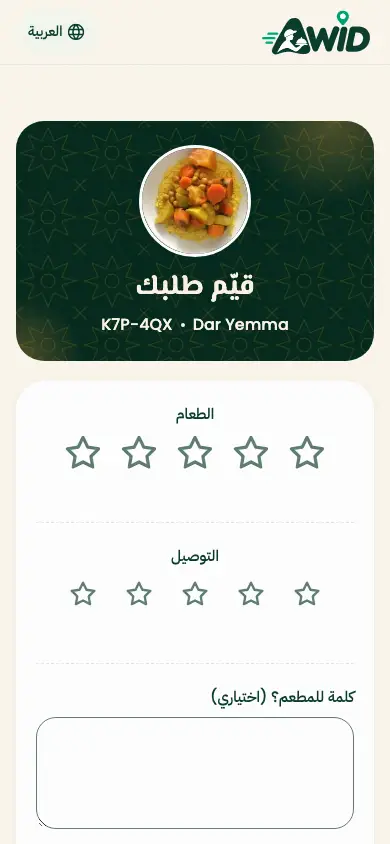 AWID
العربية
قيّم طلبك
K7P-4QX • Dar Yemma
الطعام
التوصيل
كلمة للمطعم؟ (اختياري)